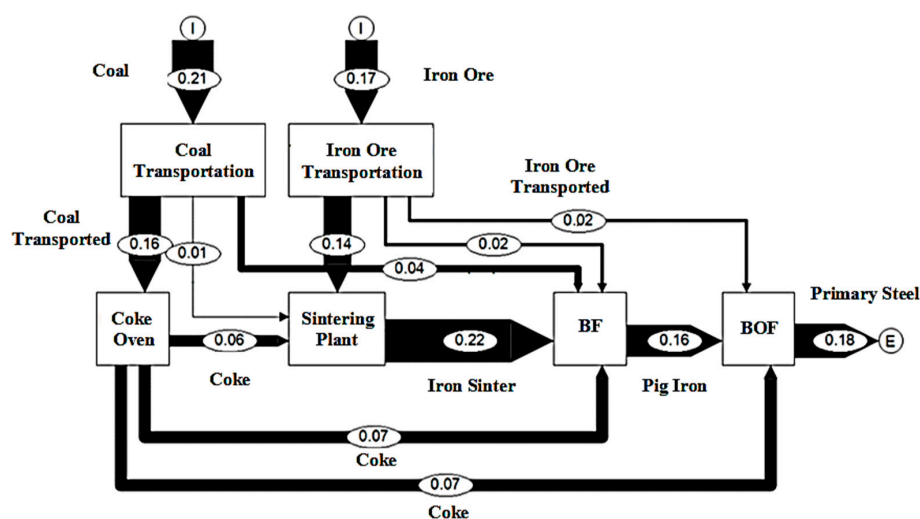 I
I
Coal
0.21
0.17
Iron Ore
Coal
Transportation
Iron Ore
Transportation
Iron Ore
Transported
Coal
Transported
0.16
0.01
0.14
0.02
0.02
0.04
Primary Steel
Coke
Oven
0.06
Coke
Sintering
Plant
0.22
Iron Sinter
BF
0.16
Pig Iron
BOF
0.18
E
0.07
Coke
0.07
Coke